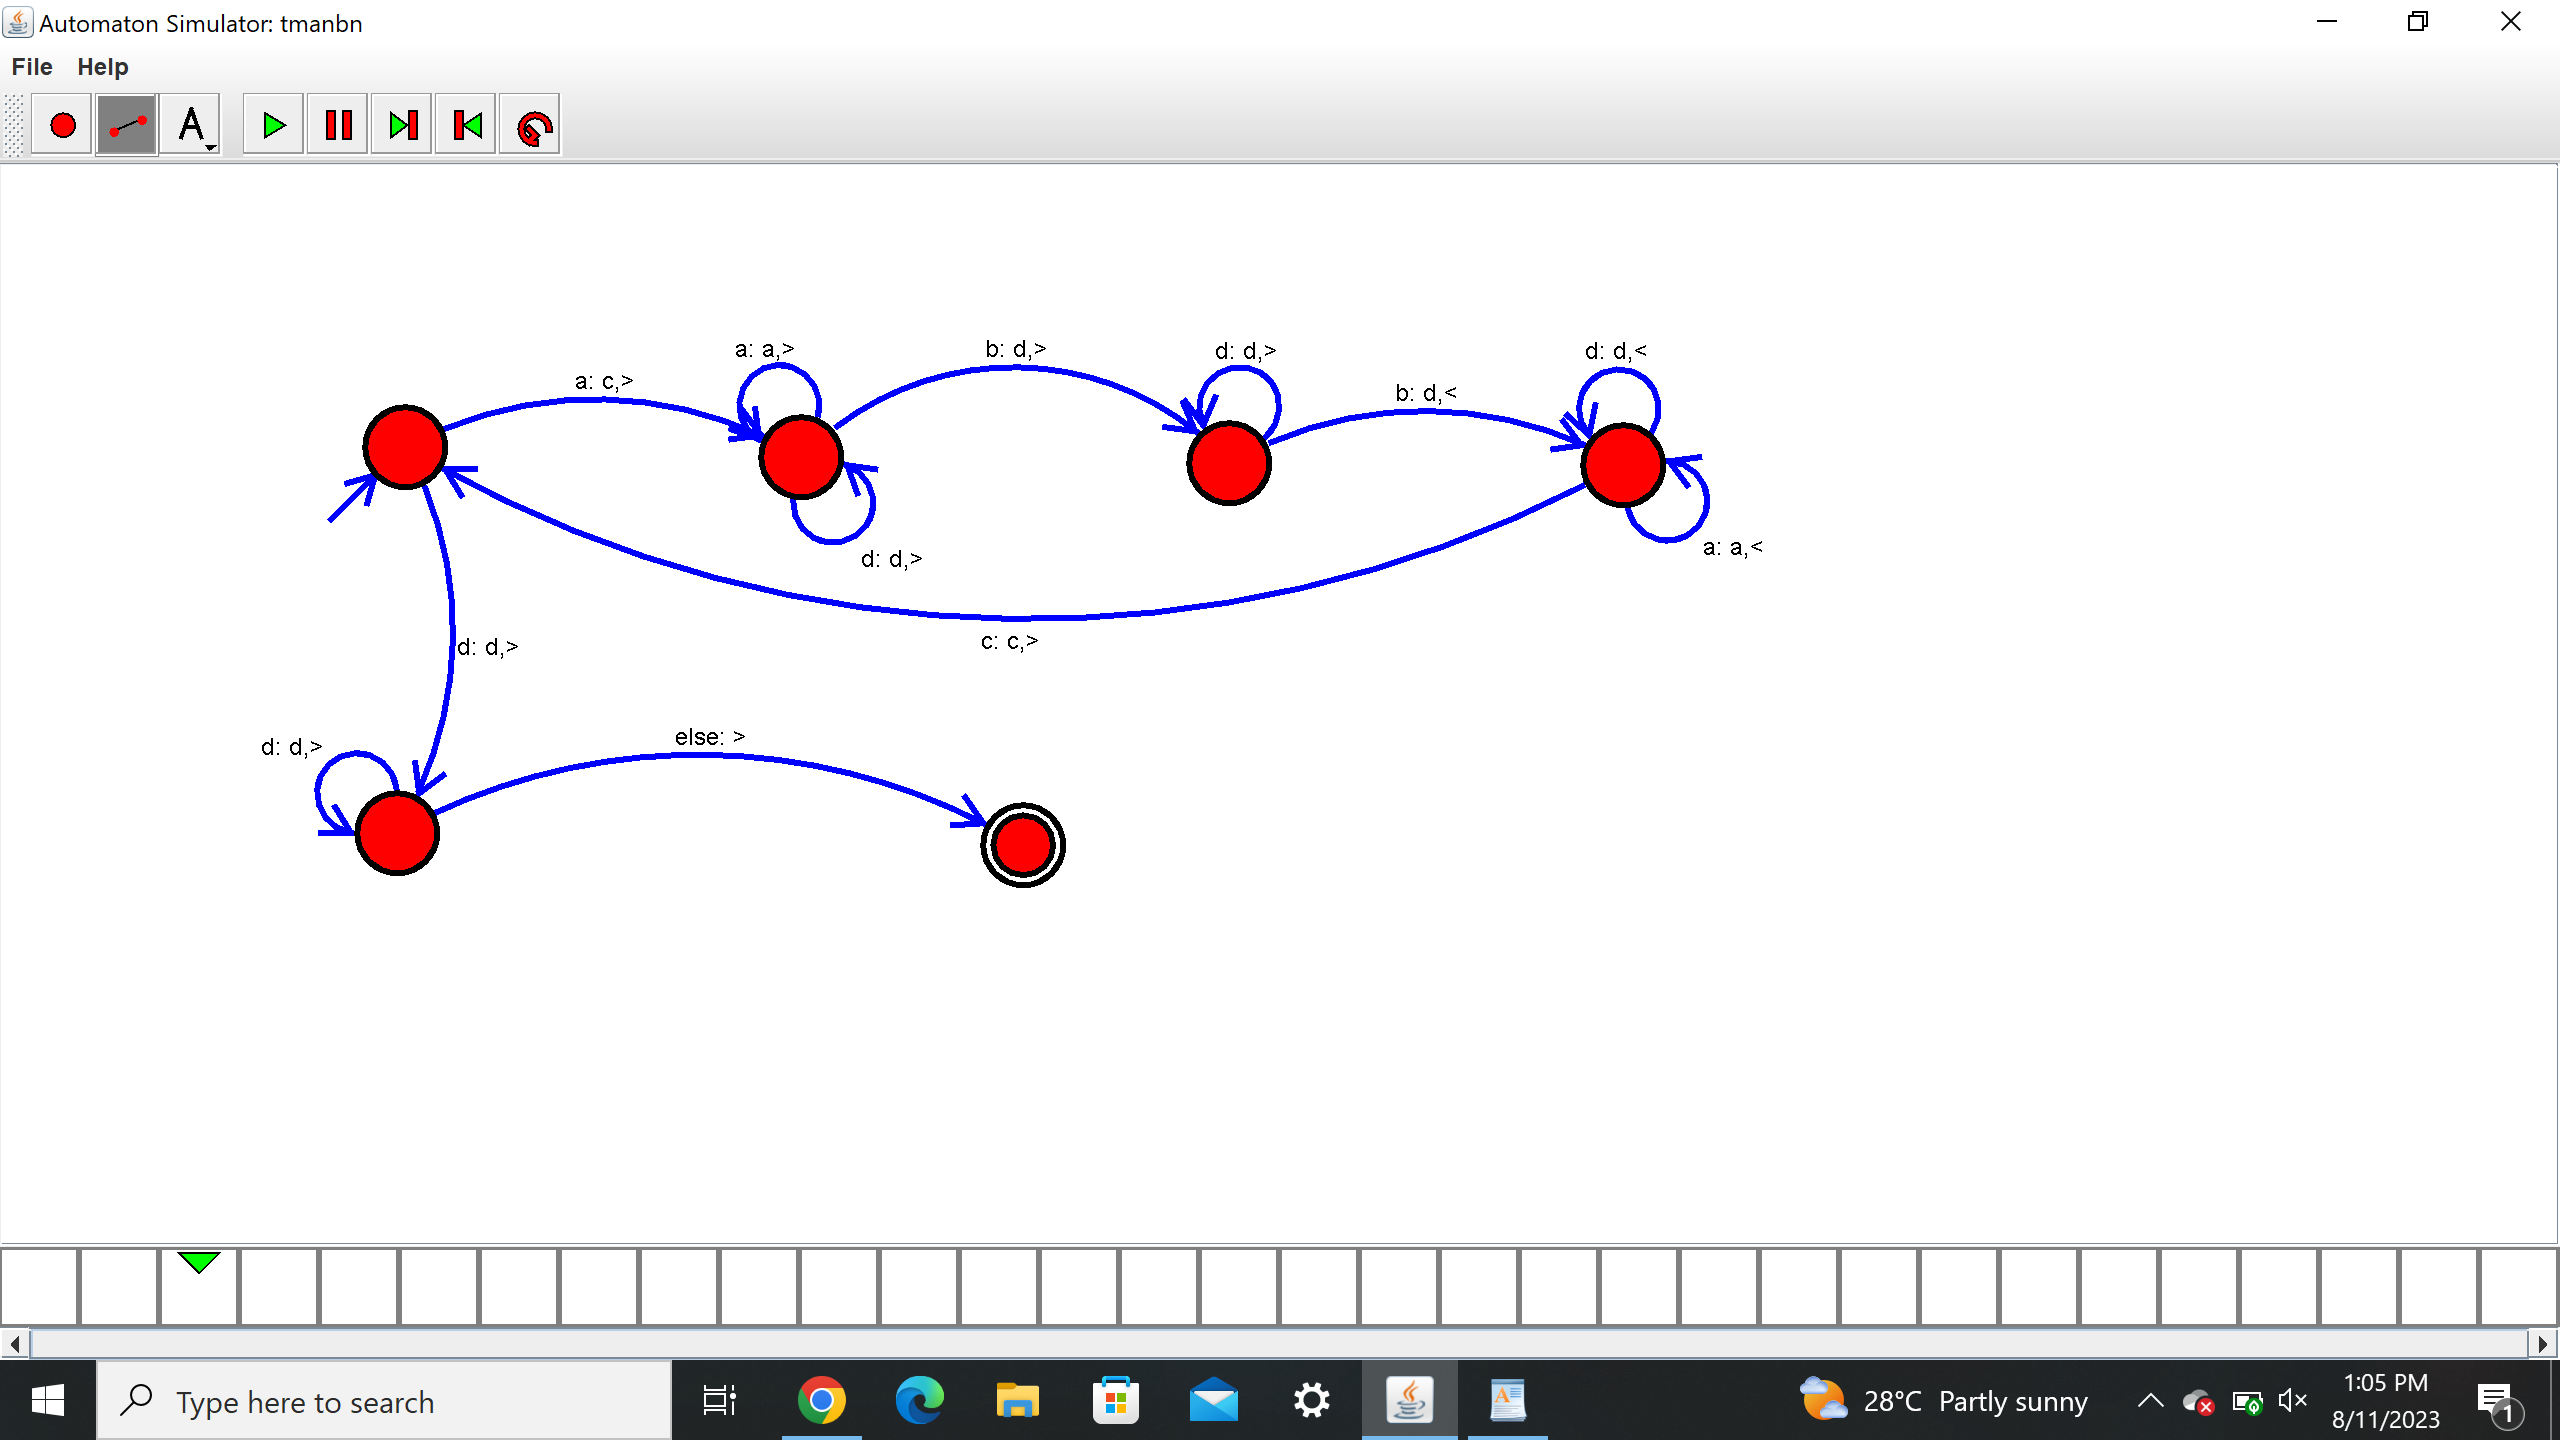 Automaton Simulator: tmanbn
File Help
A
a: a,>
b: d,>
d: d,>
d: d,<
a: c,>
b: d,<
d: d,>
a: a,<
c: c,>
d: d,>
d: d,>
else: >
Type here to search
28°C Partly sunny
1:05 PM
8/11/2023
1